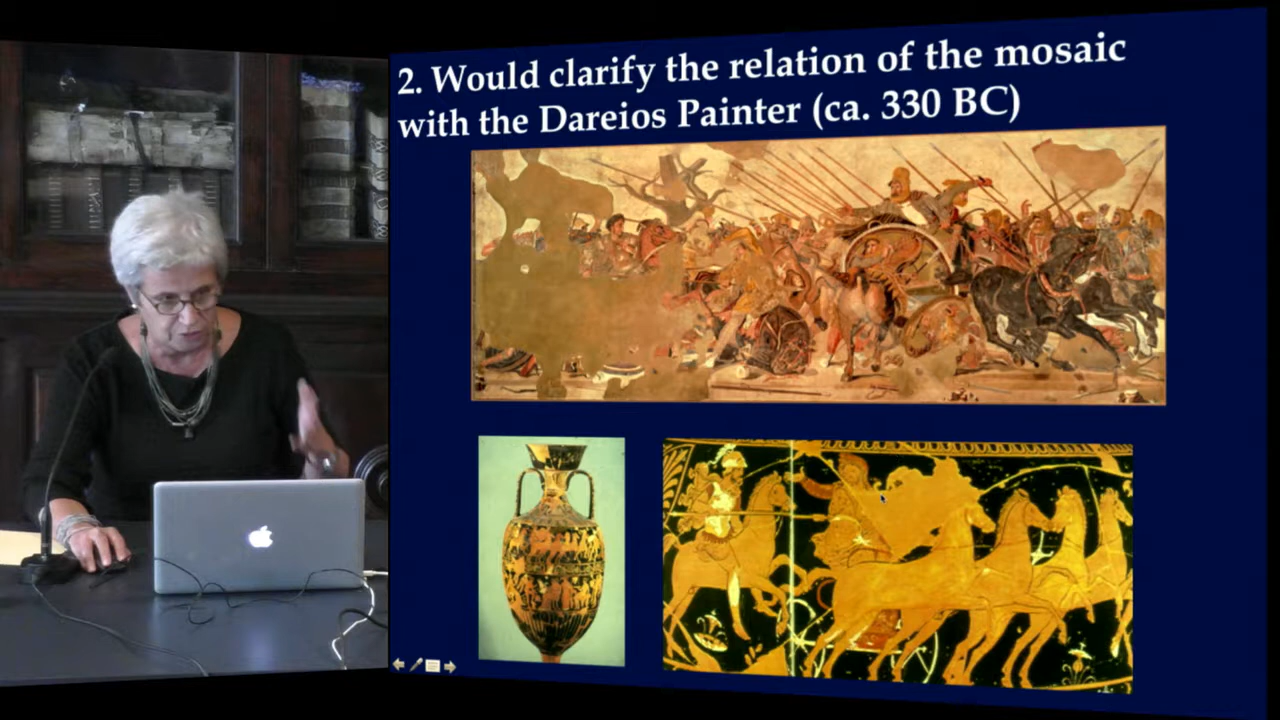 2. Would clarify the relation of the mosaic
with the Dareios Painter (ca. 330 BC)